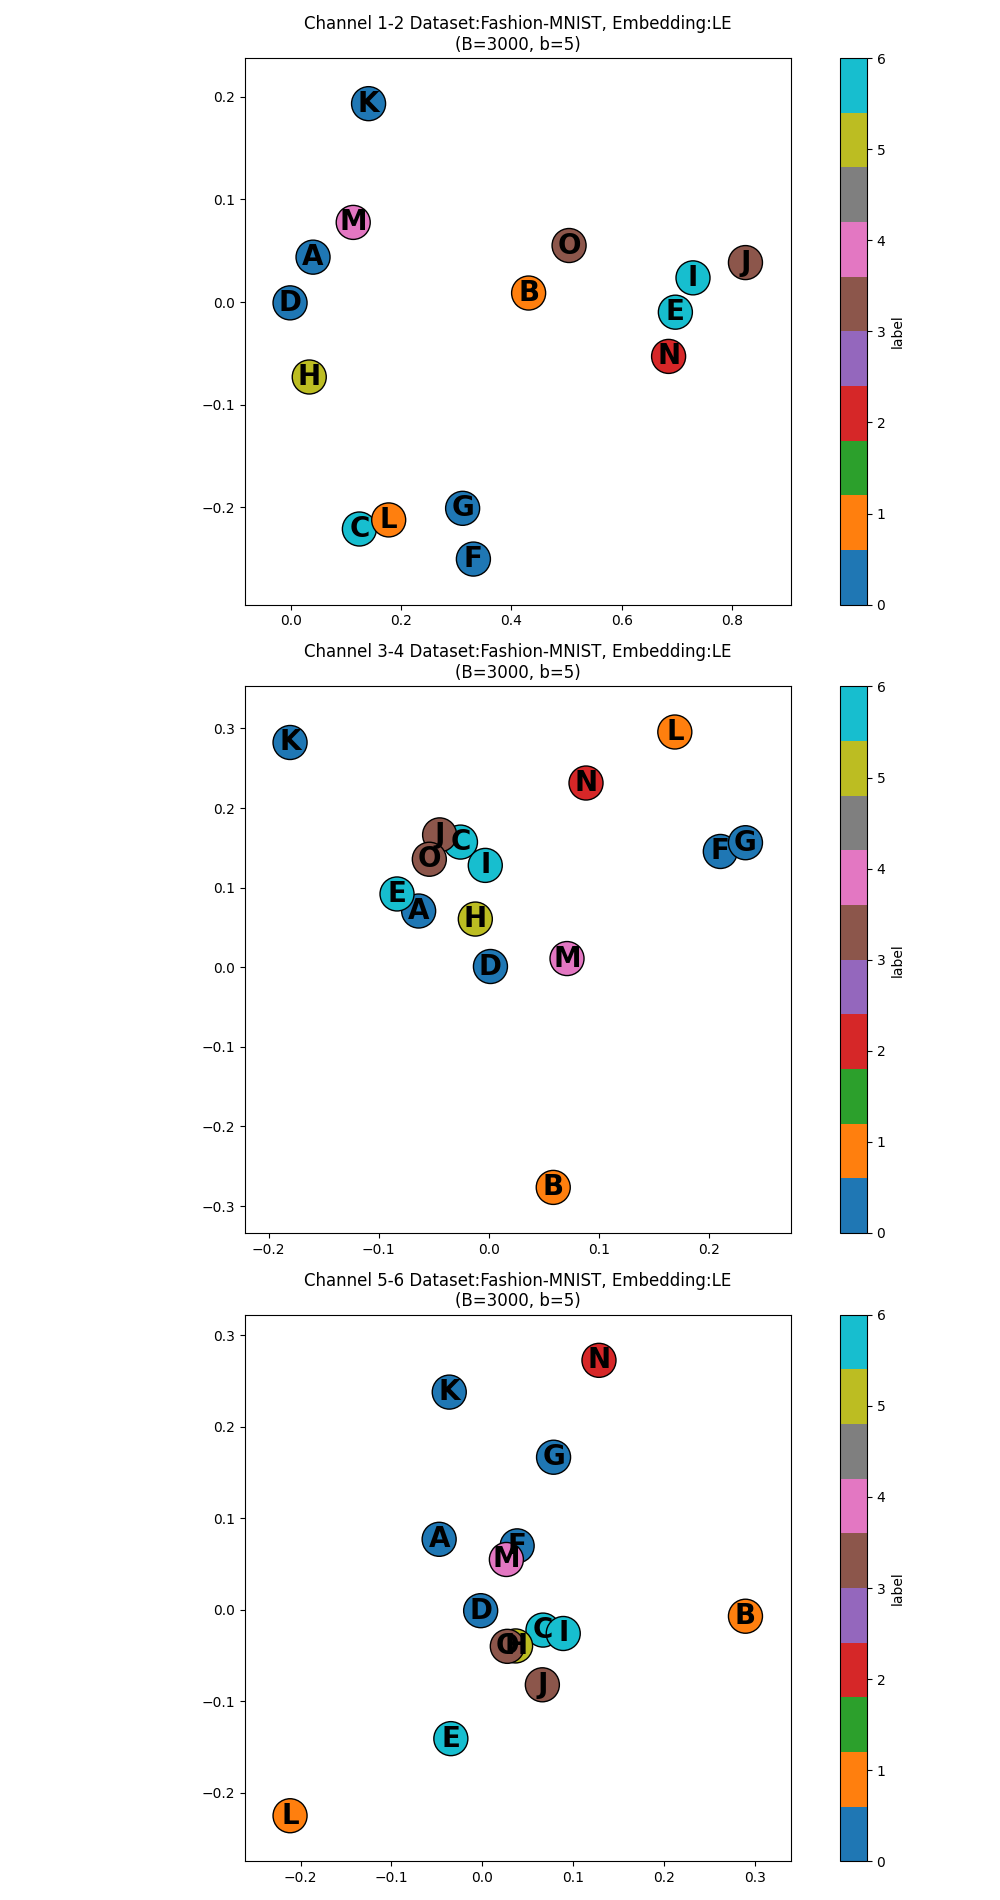 Channel 1-2 Dataset:Fashion-MNIST, Embedding:LE
(B=3000, b=5)
6
0.2
K
5
0.1
M
4
O
A
J
I
B
E
0.0
D
3
label
N
H
−0.1
2
−0.2
G
L
C
1
F
0
0.0 0.2 0.4 0.6 0.8
Channel 3-4 Dataset:Fashion-MNIST, Embedding:LE
(B=3000, b=5)
6
0.3
L
K
5
N
0.2
J
C
G
F
O
I
4
0.1
E
A
H
M
0.0
D
3
label
−0.1
2
−0.2
1
B
−0.3
0
−0.2 −0.1 0.0 0.1 0.2
Channel 5-6 Dataset:Fashion-MNIST, Embedding:LE
(B=3000, b=5)
6
0.3
N
K
5
0.2
G
4
0.1
A
F
M
0.0
D
B
3
label
C
I
O
H
J
−0.1
2
E
−0.2
1
L
0
−0.2 −0.1 0.0 0.1 0.2 0.3